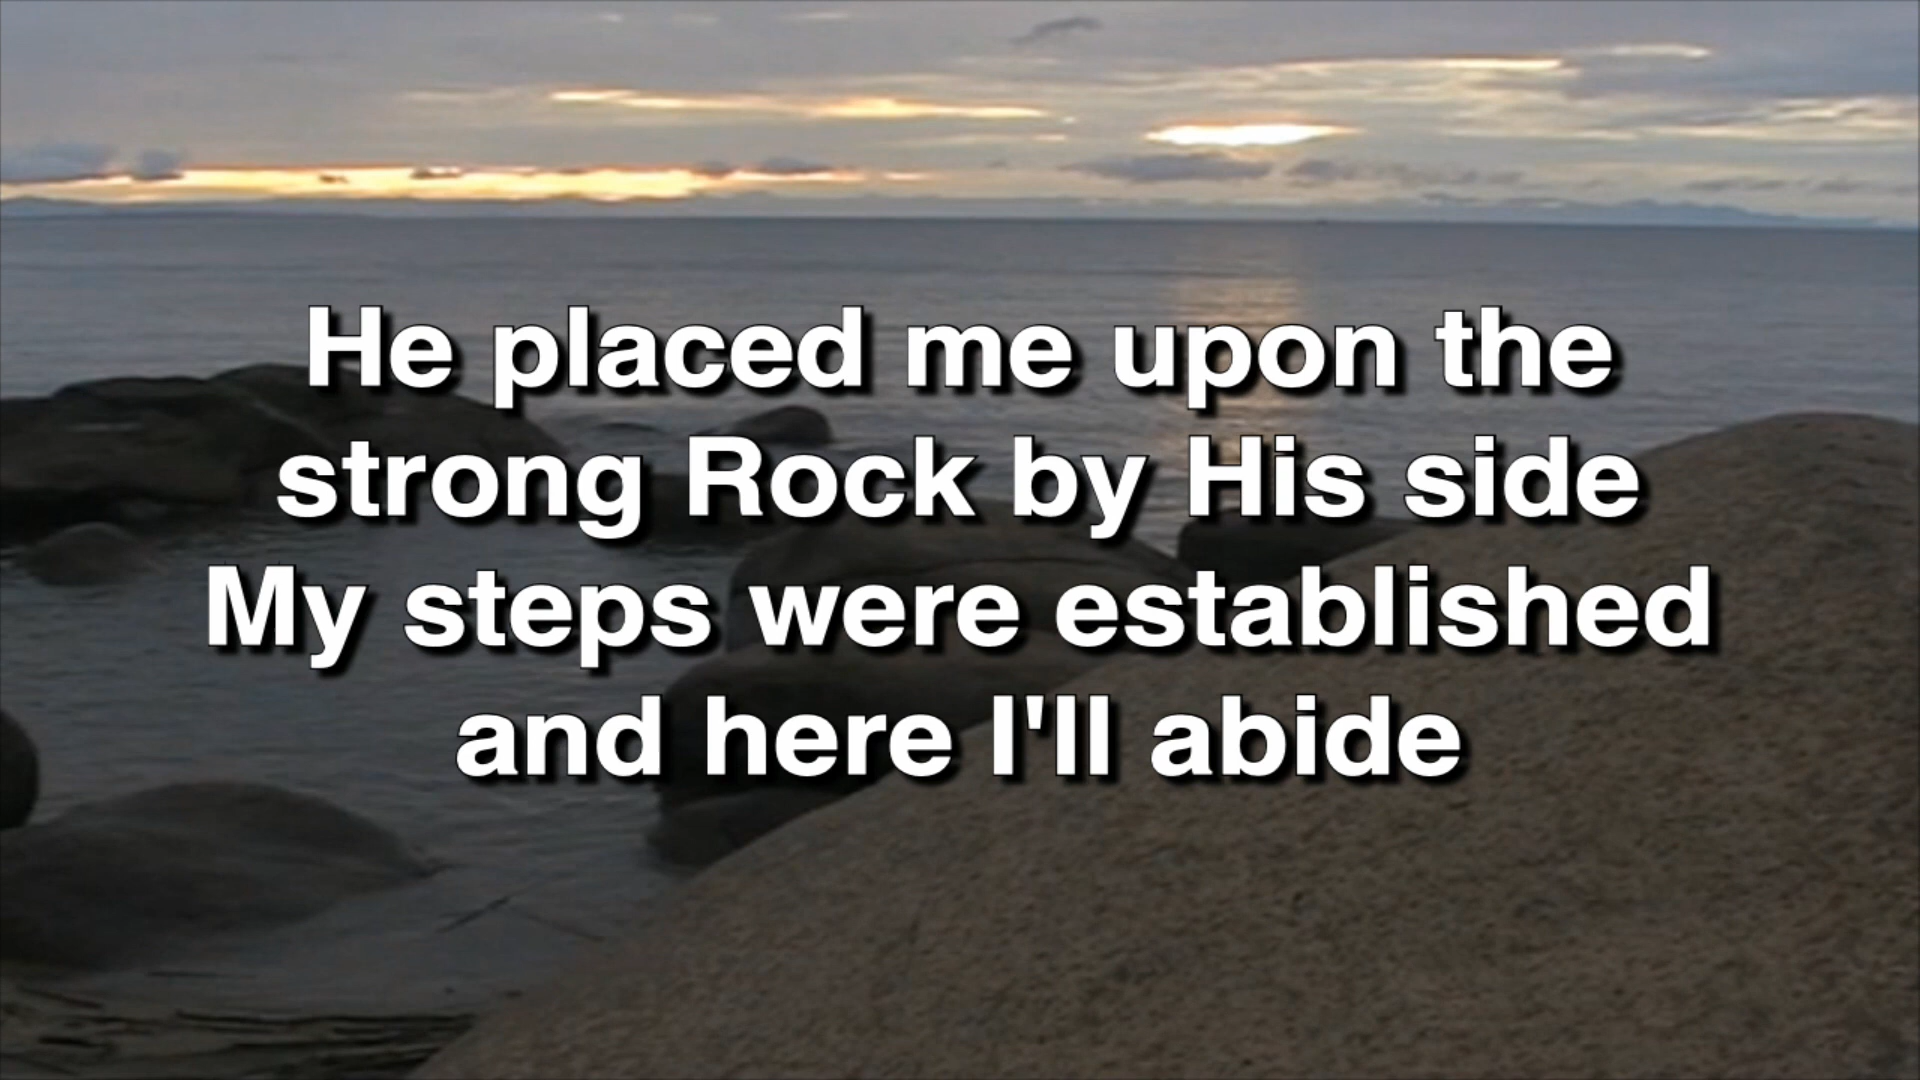 He placed me upon the
strong Rock by His side
My steps were established
and here I'll abide